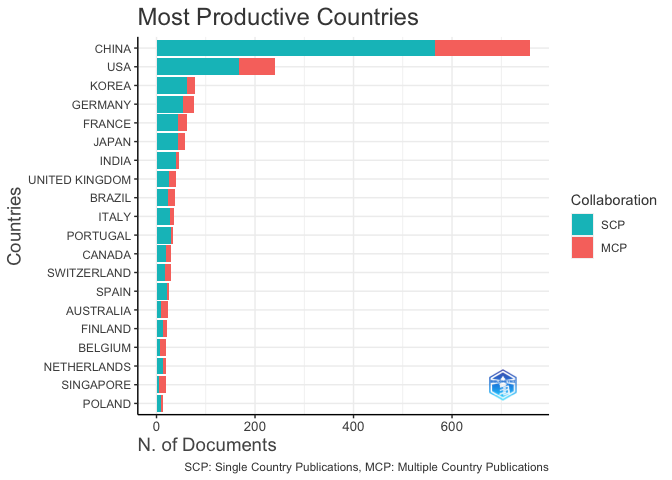 Most Productive Countries
Countries
CHINA
USA
KOREA
GERMANY
FRANCE
JAPAN
INDIA
UNITED KINGDOM
BRAZIL
ITALY
PORTUGAL
CANADA
SWITZERLAND
SPAIN
AUSTRALIA
FINLAND
BELGIUM
NETHERLANDS
SINGAPORE
POLAND
0 200 400 600
N. of Documents
SCP: Single Country Publications, MCP: Multiple Country Publications
Collaboration
SCP
MCP